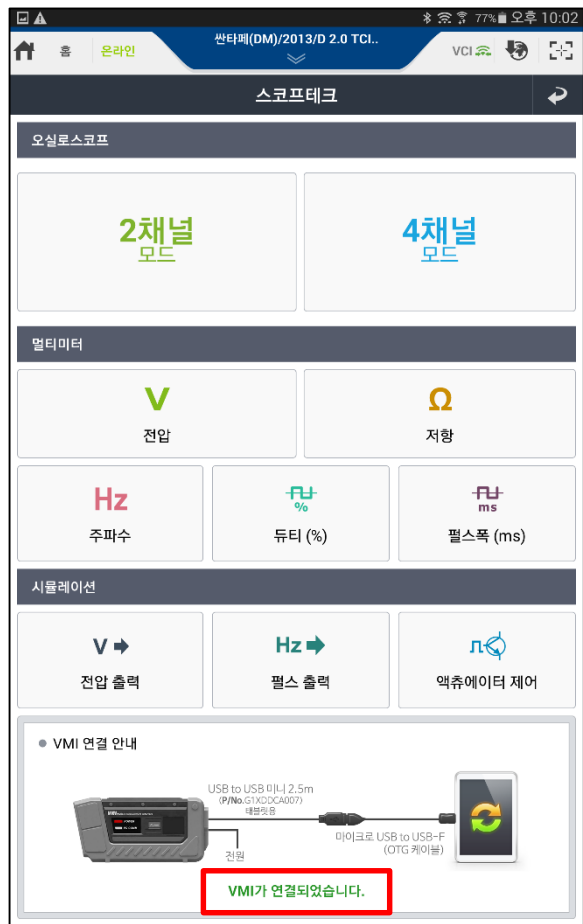 77% 오후 10:02
홈 온라인 싼타페(DM)/2013/D 2.0 TCI.. VCI
스코프테크
오실로스코프
2채널
모드
4채널
모드
멀티미터
V
전압
Ω
저항
Hz
주파수
%
듀티 (%)
ms
펄스폭 (ms)
시뮬레이션
V
전압 출력
Hz
펄스 출력
액츄에이터 제어
VMI 연결 안내
USB to USB 미니 2.5m
(P/No.G1XDDCA007)
태블릿용
전원
마이크로 USB to USB-F
(OTG 케이블)
VMI가 연결되었습니다.